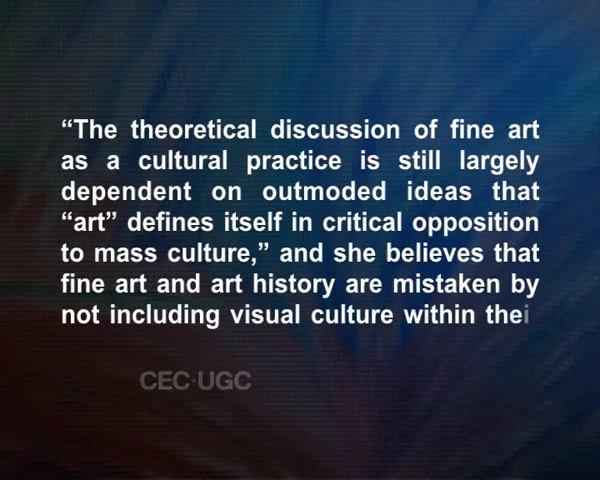 “The theoretical discussion of fine art
as a cultural practice is still largely
dependent on outmoded ideas that
“art” defines itself in critical opposition
to mass culture,” and she believes that
fine art and art history are mistaken by
not including visual culture within thei
CEC-UGC